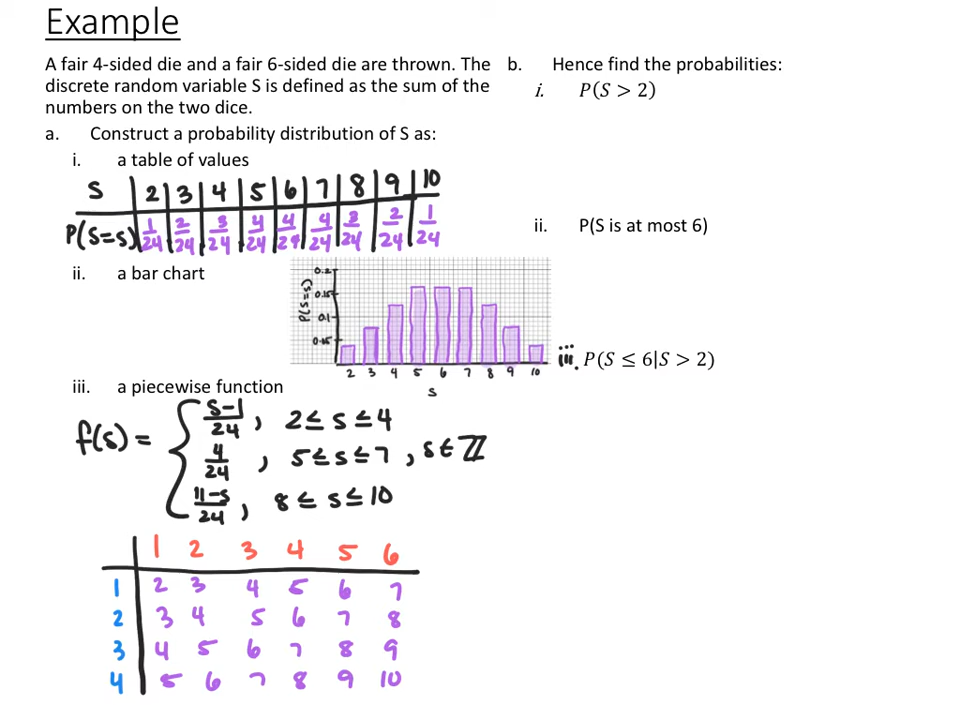 Example
A fair 4-sided die and a fair 6-sided die are thrown. The
discrete random variable S is defined as the sum of the
numbers on the two dice.
a. Construct a probability distribution of S as:
i. a table of values
S 2 3 4 5 6 7 8 9 10
P(S=s) 1/24 2/24 3/24 4/24 4/24 4/24 3/24 2/24 1/24
ii. a bar chart
P(S=s)
0.2
0.15
0.1
0.05
2 3 4 5 6 7 8 9 10
S
iii. a piecewise function
f(s) = { s-1/24 , 2 ≤ s ≤ 4
4/24 , 5 ≤ s ≤ 7 , s ∈ ℤ
11-s/24 , 8 ≤ s ≤ 10
1 2 3 4 5 6
1 2 3 4 5 6 7
2 3 4 5 6 7 8
3 4 5 6 7 8 9
4 5 6 7 8 9 10
b. Hence find the probabilities:
i. P(S > 2)
ii. P(S is at most 6)
iii. P(S ≤ 6|S > 2)